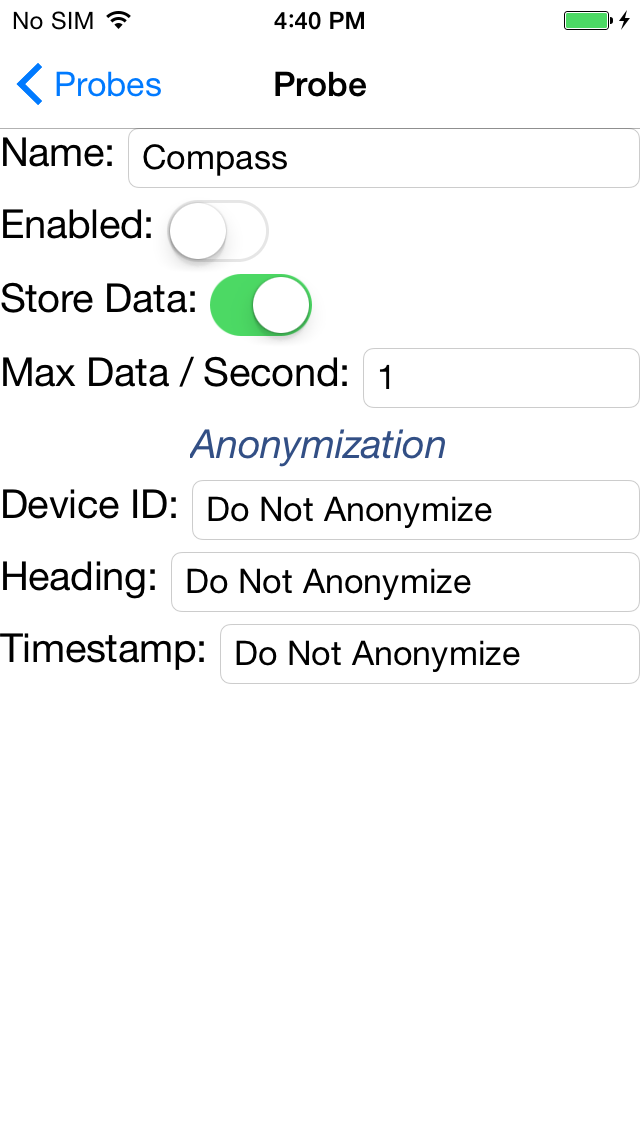 No SIM 4:40 PM
Probes Probe
Name: Compass
Enabled:
Store Data:
Max Data / Second: 1
Anonymization
Device ID: Do Not Anonymize
Heading: Do Not Anonymize
Timestamp: Do Not Anonymize